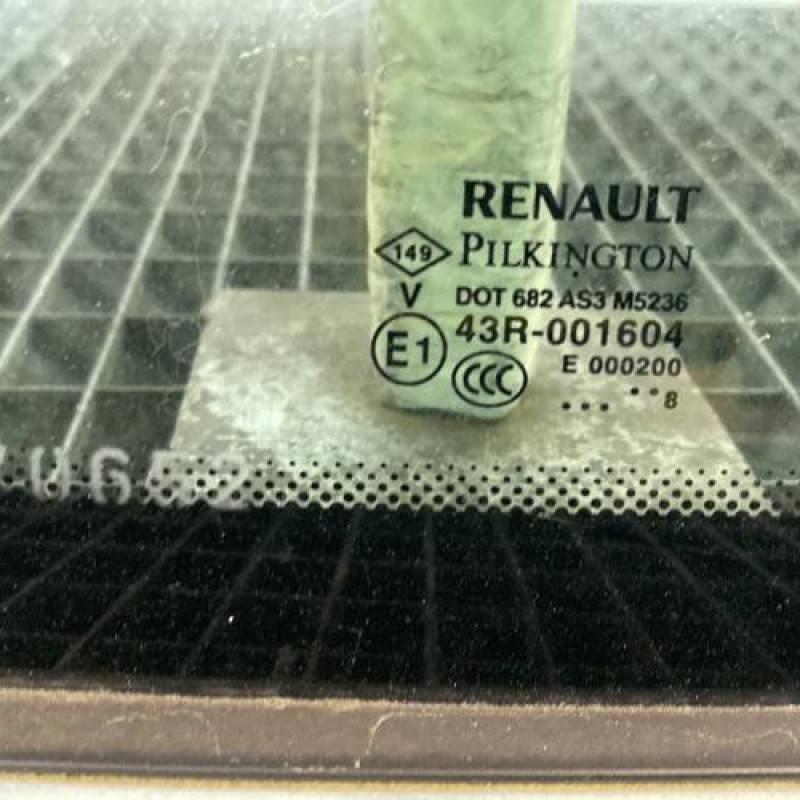 RENAULT
149 PILKINGTON
V DOT 682 AS3 M5236
E1 43R-001604
CCC E 000200
... ..8